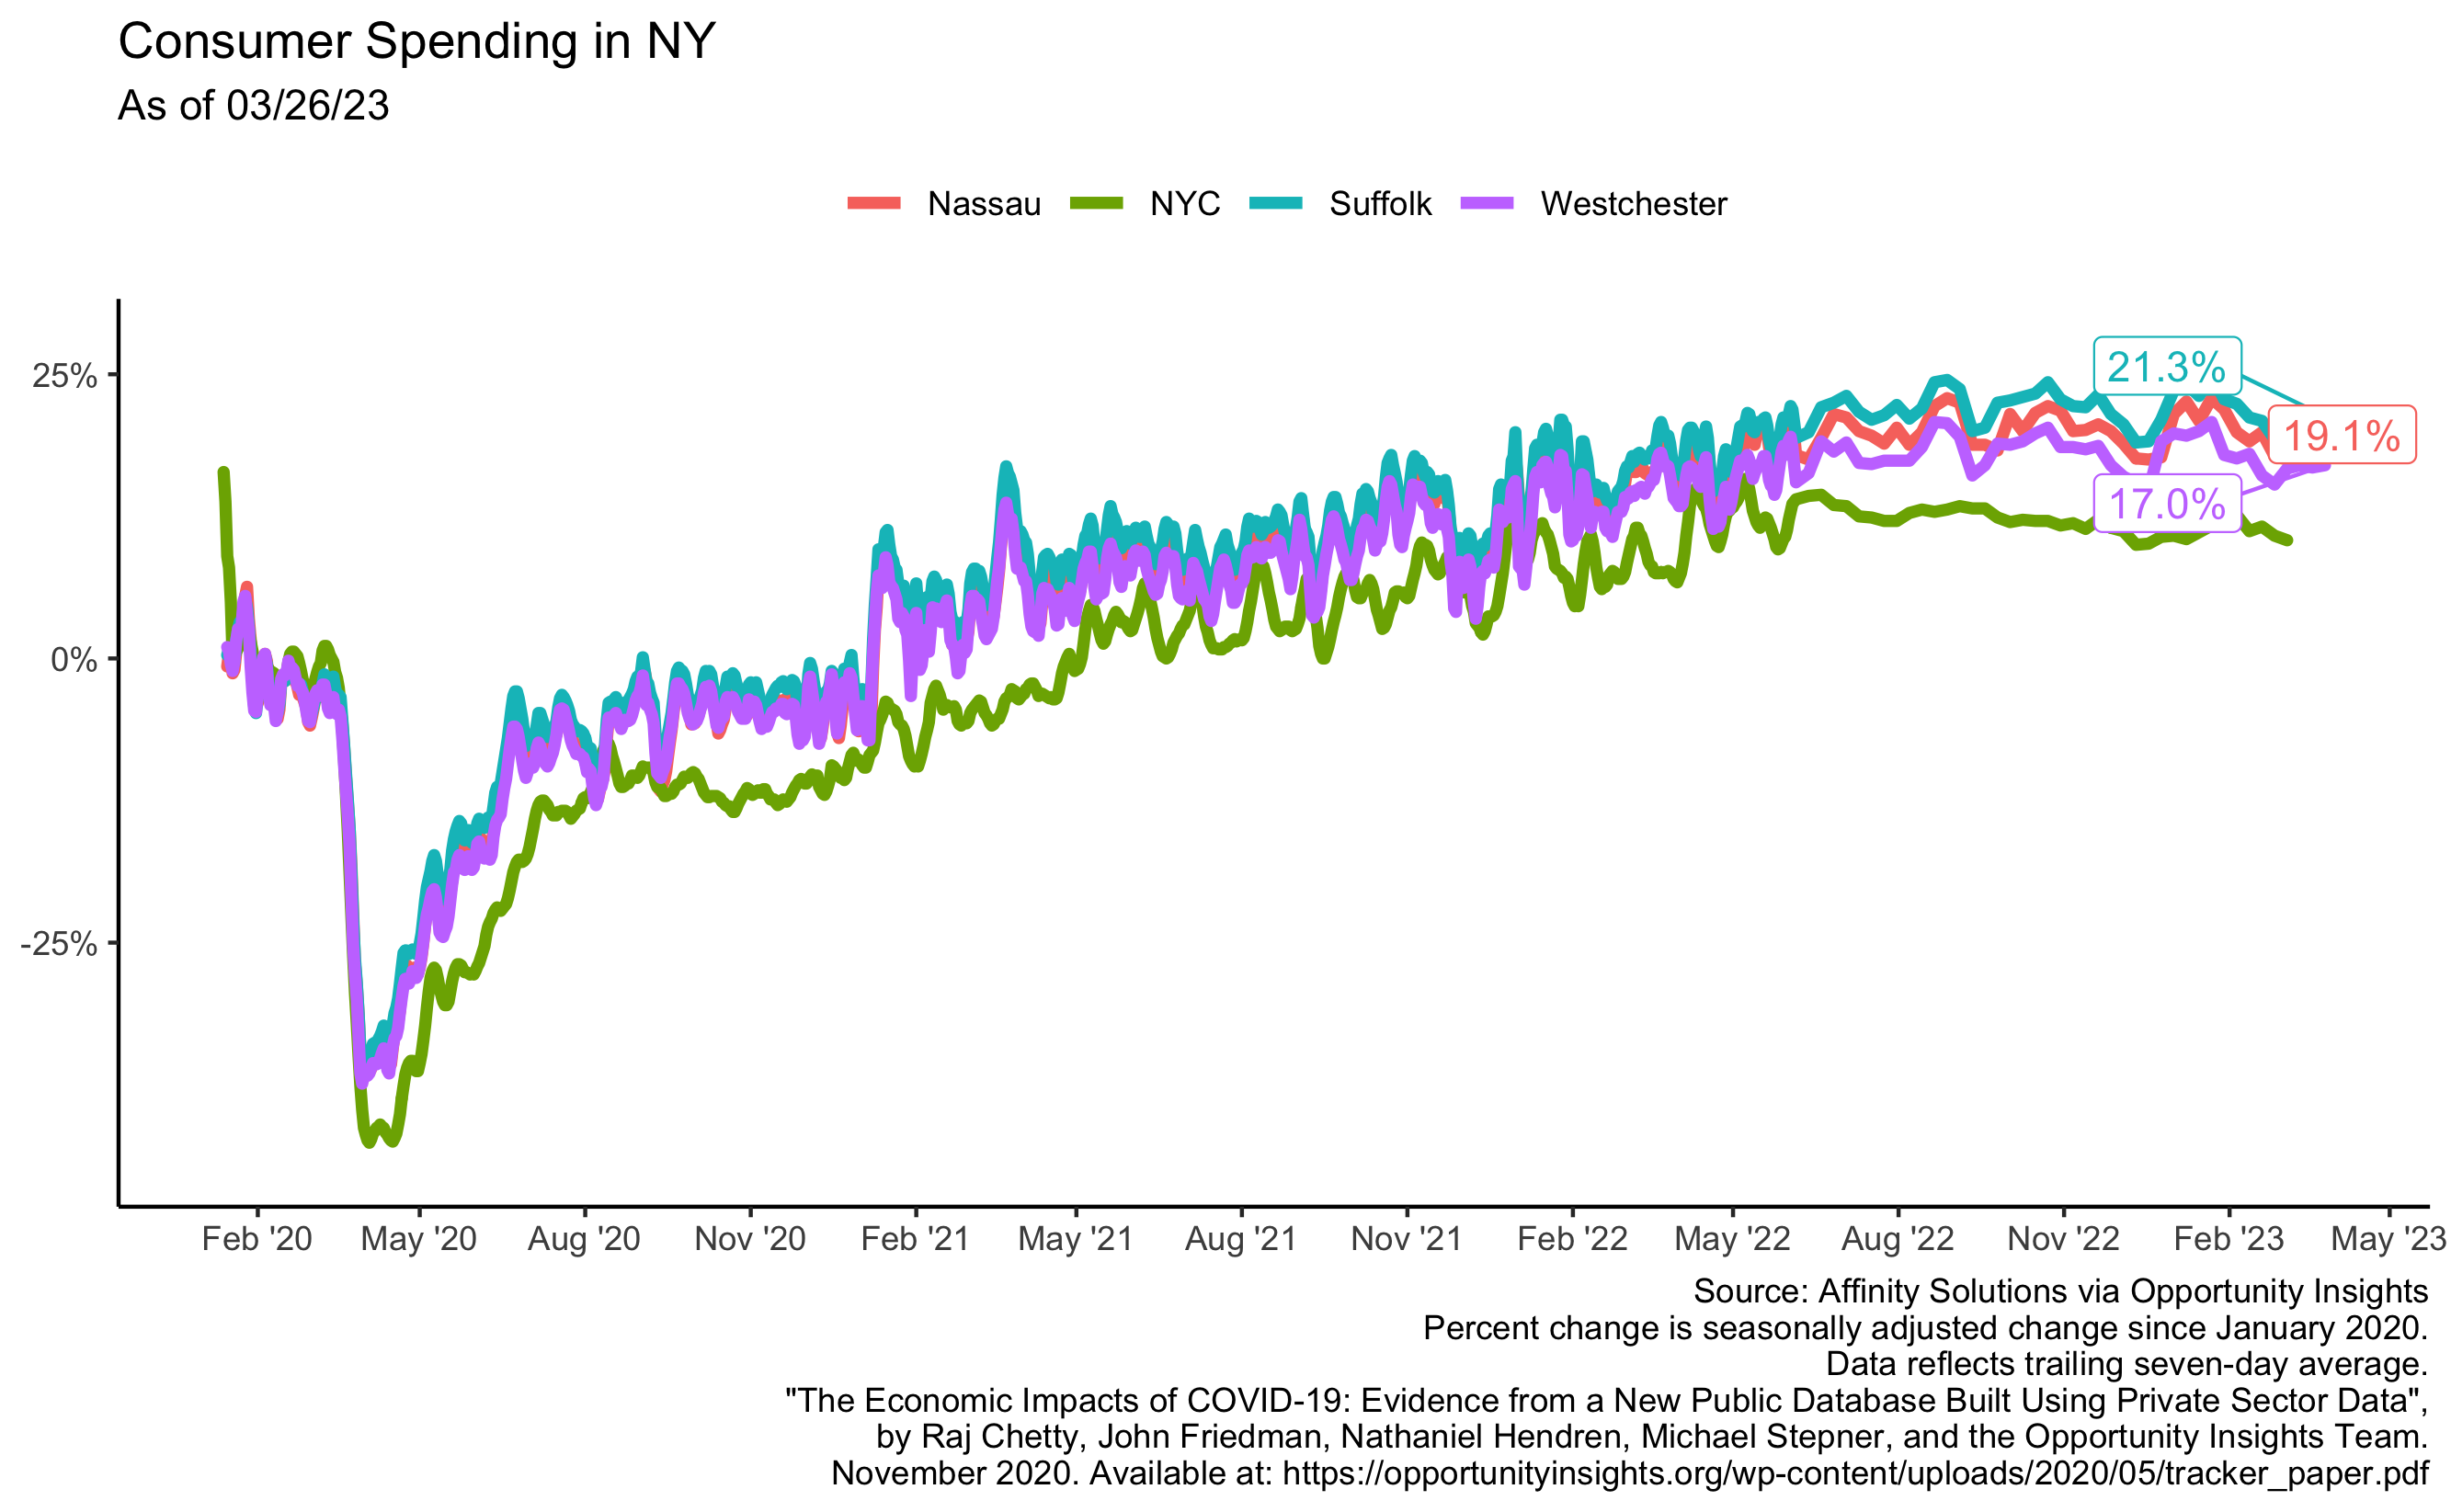 Consumer Spending in NY
As of 03/26/23
Nassau NYC Suffolk Westchester
25%
0%
-25%
21.3%
19.1%
17.0%
Feb '20 May '20 Aug '20 Nov '20 Feb '21 May '21 Aug '21 Nov '21 Feb '22 May '22 Aug '22 Nov '22 Feb '23 May '23
Source: Affinity Solutions via Opportunity Insights
Percent change is seasonally adjusted change since January 2020.
Data reflects trailing seven-day average.
"The Economic Impacts of COVID-19: Evidence from a New Public Database Built Using Private Sector Data",
by Raj Chetty, John Friedman, Nathaniel Hendren, Michael Stepner, and the Opportunity Insights Team.
November 2020. Available at: https://opportunityinsights.org/wp-content/uploads/2020/05/tracker_paper.pdf